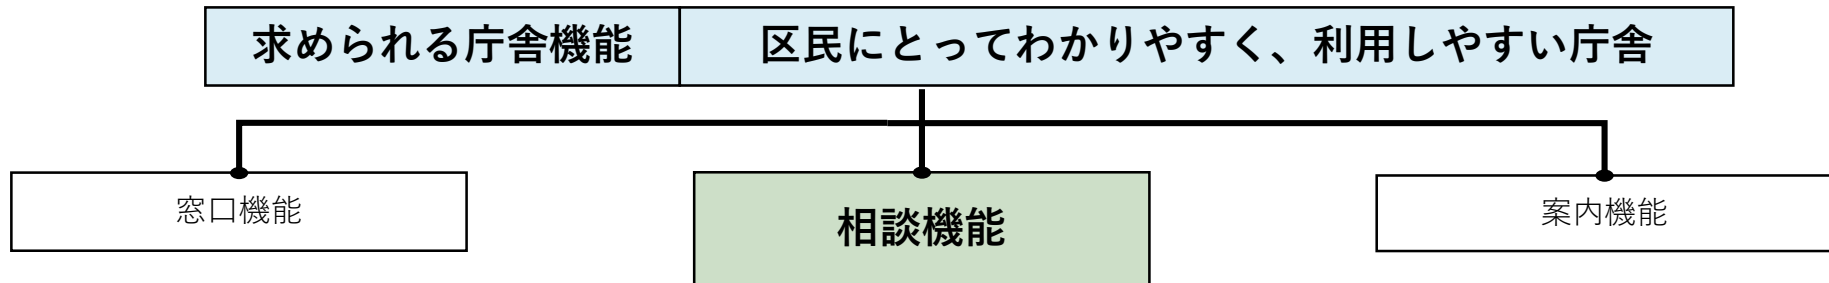 求められる庁舎機能
区民にとってわかりやすく、利用しやすい庁舎
窓口機能
相談機能
案内機能